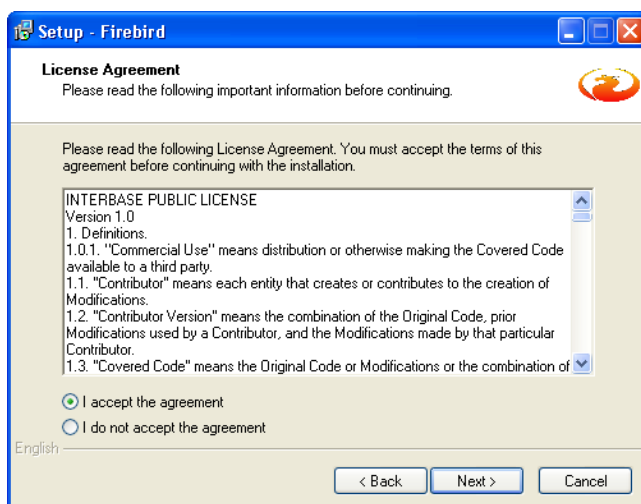 Setup - Firebird
License Agreement
Please read the following important information before continuing.
Please read the following License Agreement. You must accept the terms of this
agreement before continuing with the installation.
INTERBASE PUBLIC LICENSE
Version 1.0
1. Definitions.
1.0.1. "Commercial Use" means distribution or otherwise making the Covered Code
available to a third party.
1.1. "Contributor" means each entity that creates or contributes to the creation of
Modifications.
1.2. "Contributor Version" means the combination of the Original Code, prior
Modifications used by a Contributor, and the Modifications made by that particular
Contributor.
1.3. "Covered Code" means the Original Code or Modifications or the combination of
I accept the agreement
I do not accept the agreement
English
< Back Next > Cancel